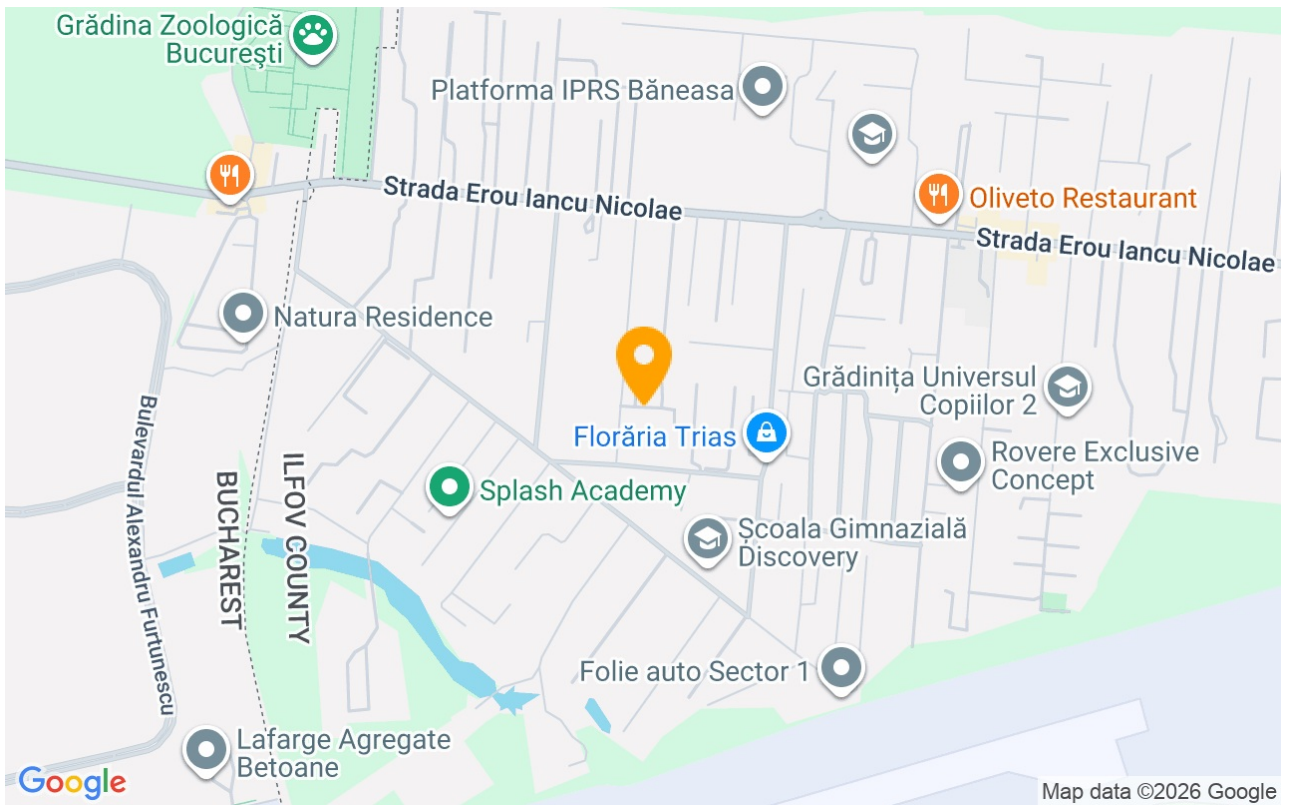 Grădina Zoologică
București
Platforma IPRS Băneasa
Strada Erou Iancu Nicolae
Oliveto Restaurant
Strada Erou Iancu Nicolae
Natura Residence
Grădinița Universul
Copiilor 2
Florăria Trias
Rovere Exclusive
Concept
Splash Academy
Școala Gimnazială
Discovery
Bulevardul Alexandru Furtunescu
BUCHAREST
ILFOV COUNTY
Folie auto Sector 1
Lafarge Agregate
Betoane
Google
Map data ©2026 Google